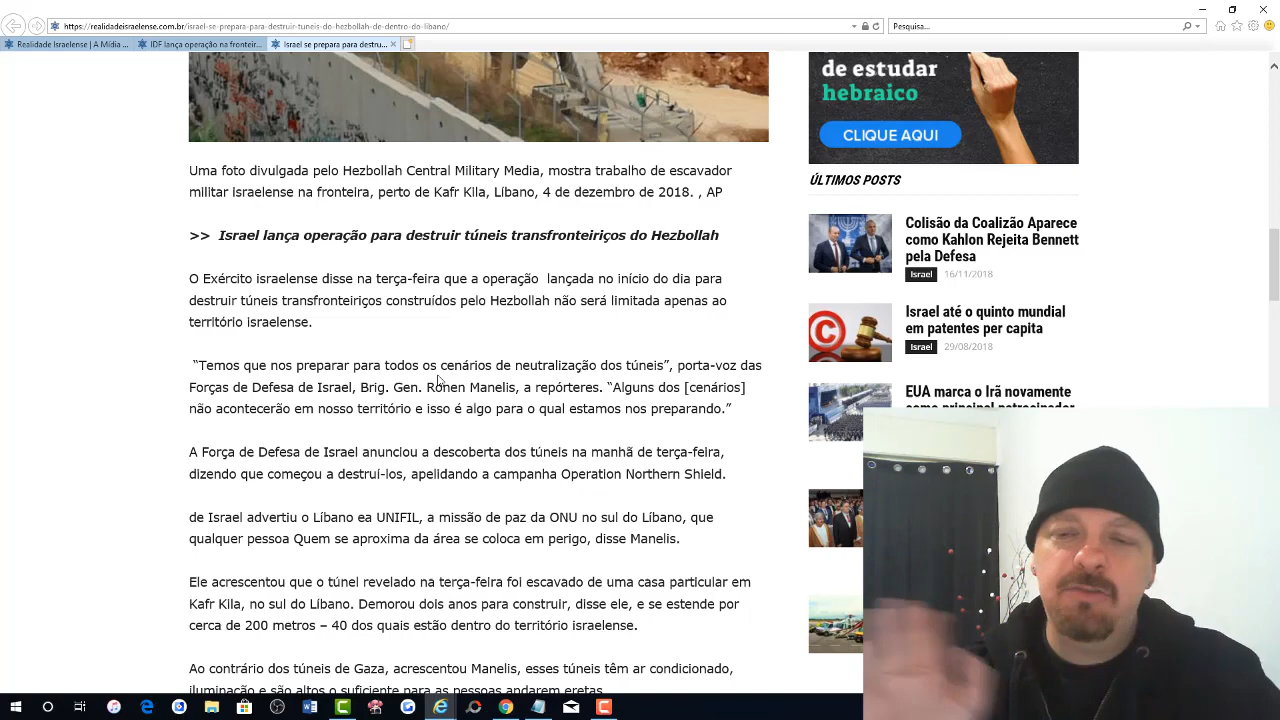 https://realidadeisraelense.com.br/israel-se-prepara-para-destruir-tuneis-do-hezbollah-de-dentro-do-libano/
Pesquisa...
Realidade Israelense | A Mídia ...
IDF lança operação na fronteir...
Israel se prepara para destru...
de estudar
hebraico
CLIQUE AQUI
Uma foto divulgada pelo Hezbollah Central Military Media, mostra trabalho de escavador
militar israelense na fronteira, perto de Kafr Kila, Líbano, 4 de dezembro de 2018. , AP
>> Israel lança operação para destruir túneis transfronteiriços do Hezbollah
O Exército israelense disse na terça-feira que a operação lançada no início do dia para
destruir túneis transfronteiriços construídos pelo Hezbollah não será limitada apenas ao
território israelense.
“Temos que nos preparar para todos os cenários de neutralização dos túneis”, porta-voz das
Forças de Defesa de Israel, Brig. Gen. Ronen Manelis, a repórteres. “Alguns dos [cenários]
não acontecerão em nosso território e isso é algo para o qual estamos nos preparando.”
A Força de Defesa de Israel anunciou a descoberta dos túneis na manhã de terça-feira,
dizendo que começou a destruí-los, apelidando a campanha Operation Northern Shield.
de Israel advertiu o Líbano ea UNIFIL, a missão de paz da ONU no sul do Líbano, que
qualquer pessoa Quem se aproxima da área se coloca em perigo, disse Manelis.
Ele acrescentou que o túnel revelado na terça-feira foi escavado de uma casa particular em
Kafr Kila, no sul do Líbano. Demorou dois anos para construir, disse ele, e se estende por
cerca de 200 metros – 40 dos quais estão dentro do território israelense.
Ao contrário dos túneis de Gaza, acrescentou Manelis, esses túneis têm ar condicionado,
iluminação e são altos o suficiente para as pessoas andarem eretas.
ÚLTIMOS POSTS
Colisão da Coalizão Aparece
como Kahlon Rejeita Bennett
pela Defesa
Israel 16/11/2018
Israel até o quinto mundial
em patentes per capita
Israel 29/08/2018
EUA marca o Irã novamente
como principal patrocinador